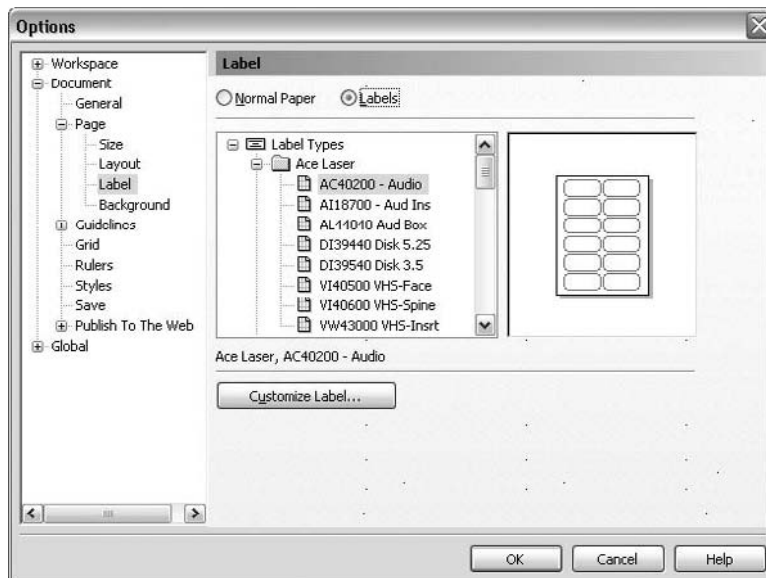 Options
Workspace
Document
General
Page
Size
Layout
Label
Background
Guidelines
Grid
Rulers
Styles
Save
Publish To The Web
Global
Label
Normal Paper Labels
Label Types
Ace Laser
AC40200 - Audio
AI18700 - Aud Ins
AL44040 Aud Box
DI39440 Disk 5.25
DI39540 Disk 3.5
VI40500 VHS-Face
VI40600 VHS-Spine
VW43000 VHS-Insrt
Ace Laser, AC40200 - Audio
Customize Label...
OK Cancel Help